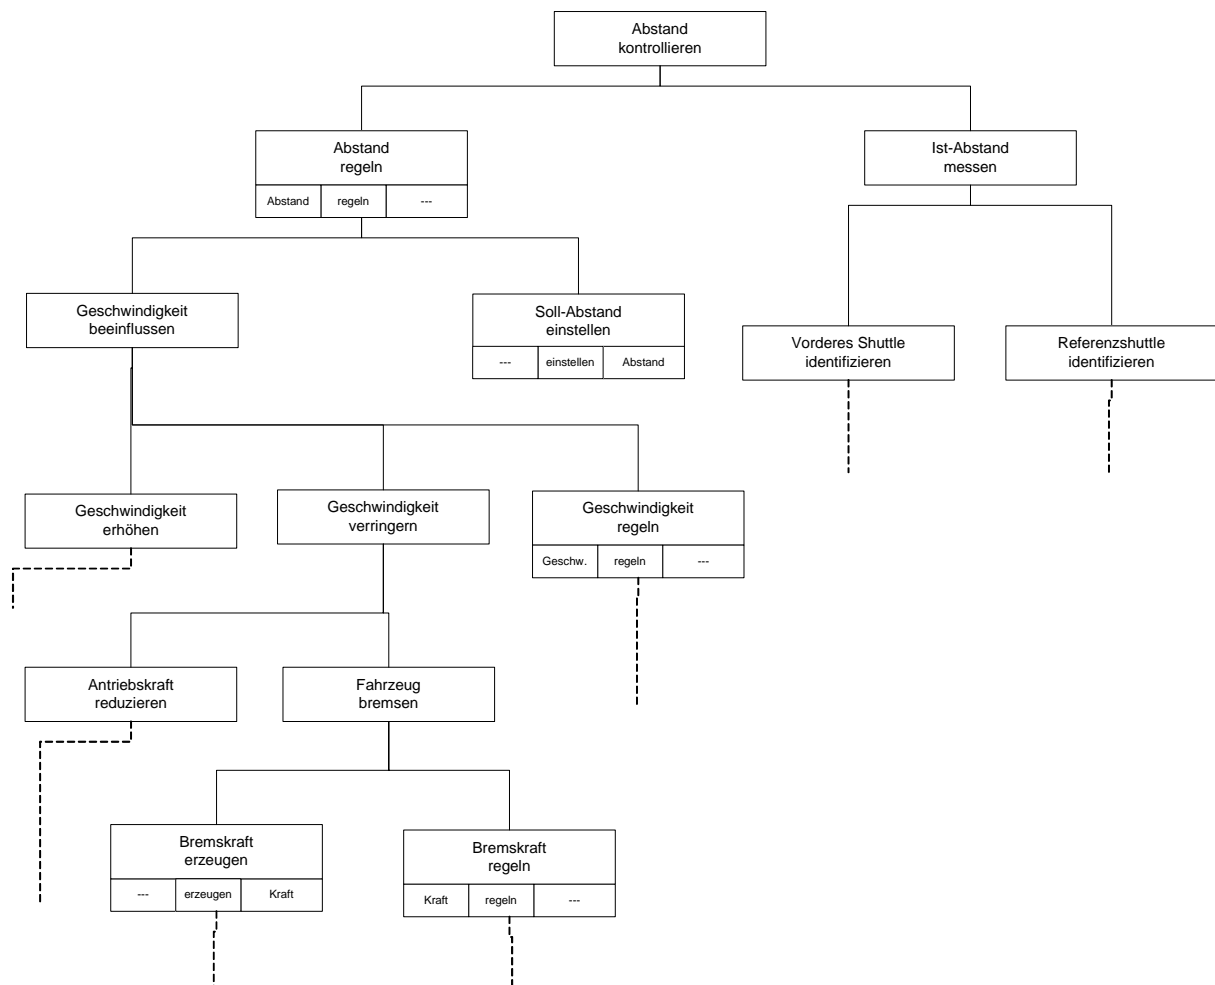 Abstand
kontrollieren
Abstand
regeln
Abstand regeln ---
Ist-Abstand
messen
Geschwindigkeit
beeinflussen
Soll-Abstand
einstellen
--- einstellen Abstand
Vorderes Shuttle
identifizieren
Referenzshuttle
identifizieren
Geschwindigkeit
erhöhen
Geschwindigkeit
verringern
Geschwindigkeit
regeln
Geschw. regeln ---
Antriebskraft
reduzieren
Fahrzeug
bremsen
Bremskraft
erzeugen
--- erzeugen Kraft
Bremskraft
regeln
Kraft regeln ---